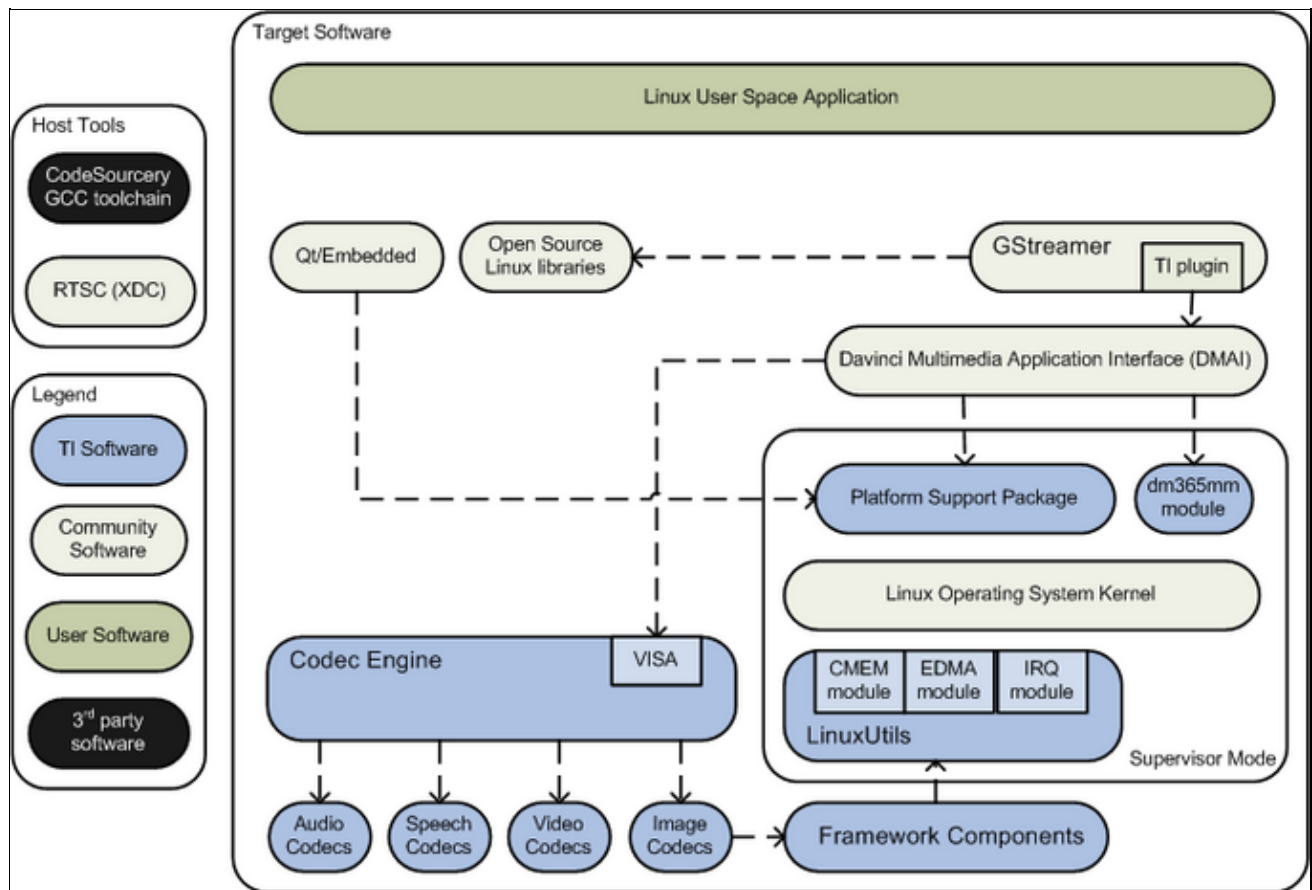 Target Software
Linux User Space Application
Host Tools
CodeSourcery
GCC toolchain
RTSC (XDC)
Qt/Embedded
Open Source
Linux libraries
GStreamer
TI plugin
Davinci Multimedia Application Interface (DMAI)
Legend
TI Software
Community
Software
User Software
3rd party
software
Platform Support Package
dm365mm
module
Linux Operating System Kernel
Codec Engine
VISA
CMEM
module
EDMA
module
IRQ
module
LinuxUtils
Supervisor Mode
Audio
Codecs
Speech
Codecs
Video
Codecs
Image
Codecs
Framework Components